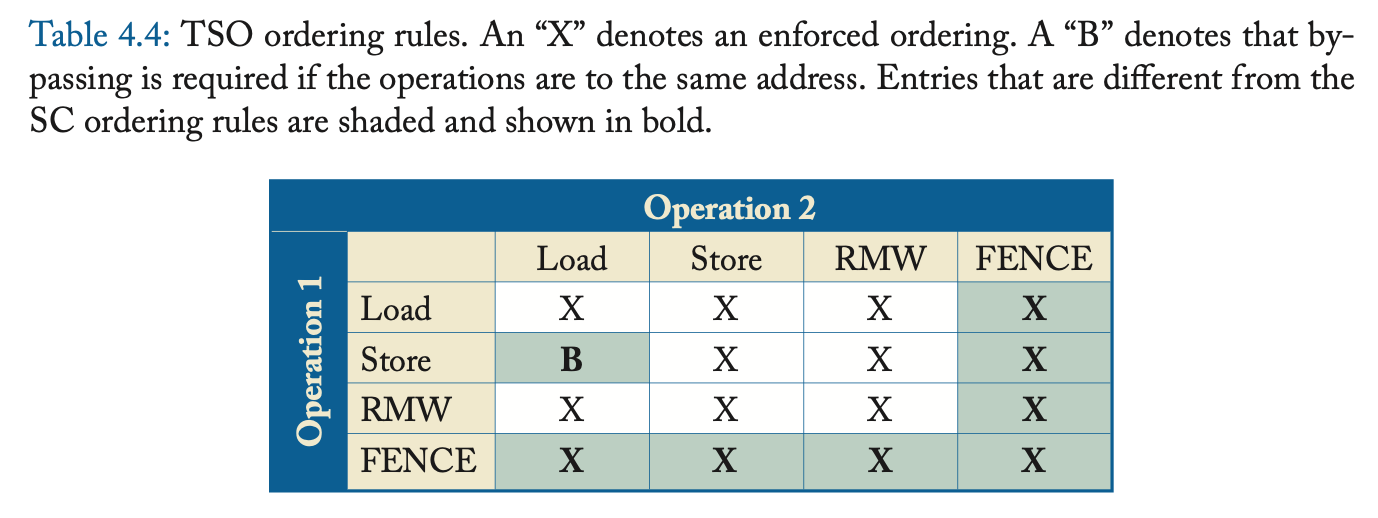 Table 4.4: TSO ordering rules. An “X” denotes an enforced ordering. A “B” denotes that by-
passing is required if the operations are to the same address. Entries that are different from the
SC ordering rules are shaded and shown in bold.
Operation 2
Operation 1
Load Store RMW FENCE
Load X X X X
Store B X X X
RMW X X X X
FENCE X X X X